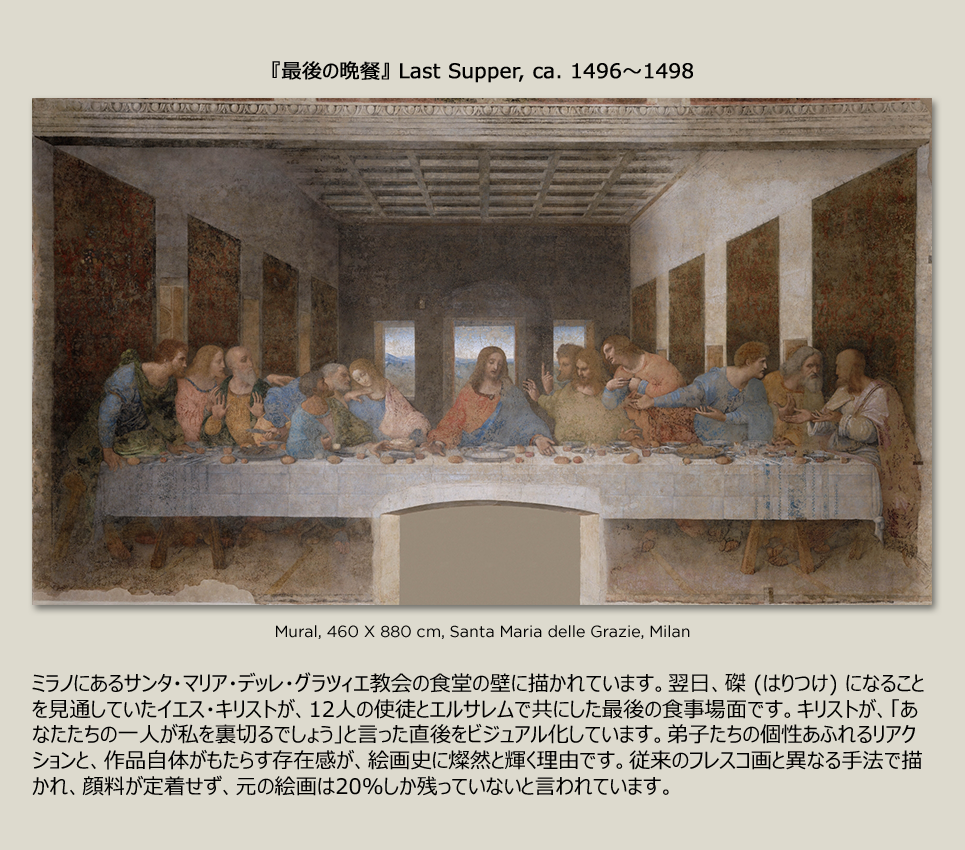 『最後の晩餐』 Last Supper, ca. 1496～1498
Mural, 460 X 880 cm, Santa Maria delle Grazie, Milan
ミラノにあるサンタ・マリア・デッレ・グラツィエ教会の食堂の壁に描かれています。翌日、磔 (はりつけ) になること
を見通していたイエス・キリストが、12人の使徒とエルサレムで共にした最後の食事場面です。キリストが、「あ
なたたちの一人が私を裏切るでしょう」と言った直後をビジュアル化しています。弟子たちの個性あふれるリアク
ションと、作品自体がもたらす存在感が、絵画史に燦然と輝く理由です。従来のフレスコ画と異なる手法で描
かれ、顔料が定着せず、元の絵画は20%しか残っていないと言われています。